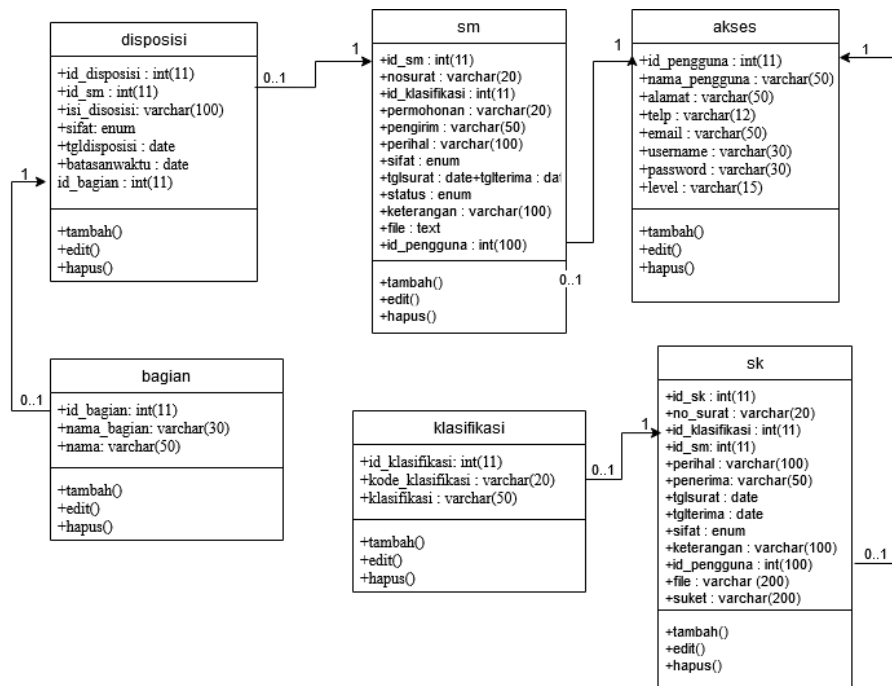 disposisi
+id_disposisi : int(11)
+id_sm : int(11)
+isi_disosisi: varchar(100)
+sifat: enum
+tgldisposisi : date
+batasanwaktu : date
id_bagian : int(11)
+tambah()
+edit()
+hapus()
0..1
1
sm
+id_sm: int(11)
+nosurat : varchar(20)
+id_klasifikasi : int(11)
+permohonan : varchar(20)
+pengirim : varchar(50)
+perihal : varchar(100)
+sifat : enum
+tglsurat : date+tglterima : dat
+status : enum
+keterangan : varchar(100)
+file : text
+id_pengguna : int(100)
+tambah()
+edit()
+hapus()
0..1
1
akses
+id_pengguna : int(11)
+nama_pengguna : varchar(50)
+alamat : varchar(50)
+telp : varchar(12)
+email : varchar(50)
+username : varchar(30)
+password : varchar(30)
+level : varchar(15)
+tambah()
+edit()
+hapus()
1
1
0..1
bagian
+id_bagian: int(11)
+nama_bagian: varchar(30)
+nama: varchar(50)
+tambah()
+edit()
+hapus()
klasifikasi
+id_klasifikasi: int(11)
+kode_klasifikasi : varchar(20)
+klasifikasi : varchar(50)
+tambah()
+edit()
+hapus()
0..1
1
sk
+id_sk : int(11)
+no_surat : varchar(20)
+id_klasifikasi : int(11)
+id_sm: int(11)
+perihal : varchar(100)
+penerima: varchar(50)
+tglsurat : date
+tglterima : date
+sifat : enum
+keterangan : varchar(100)
+id_pengguna : int(100)
+file : varchar (200)
+suket : varchar(200)
+tambah()
+edit()
+hapus()
0..1